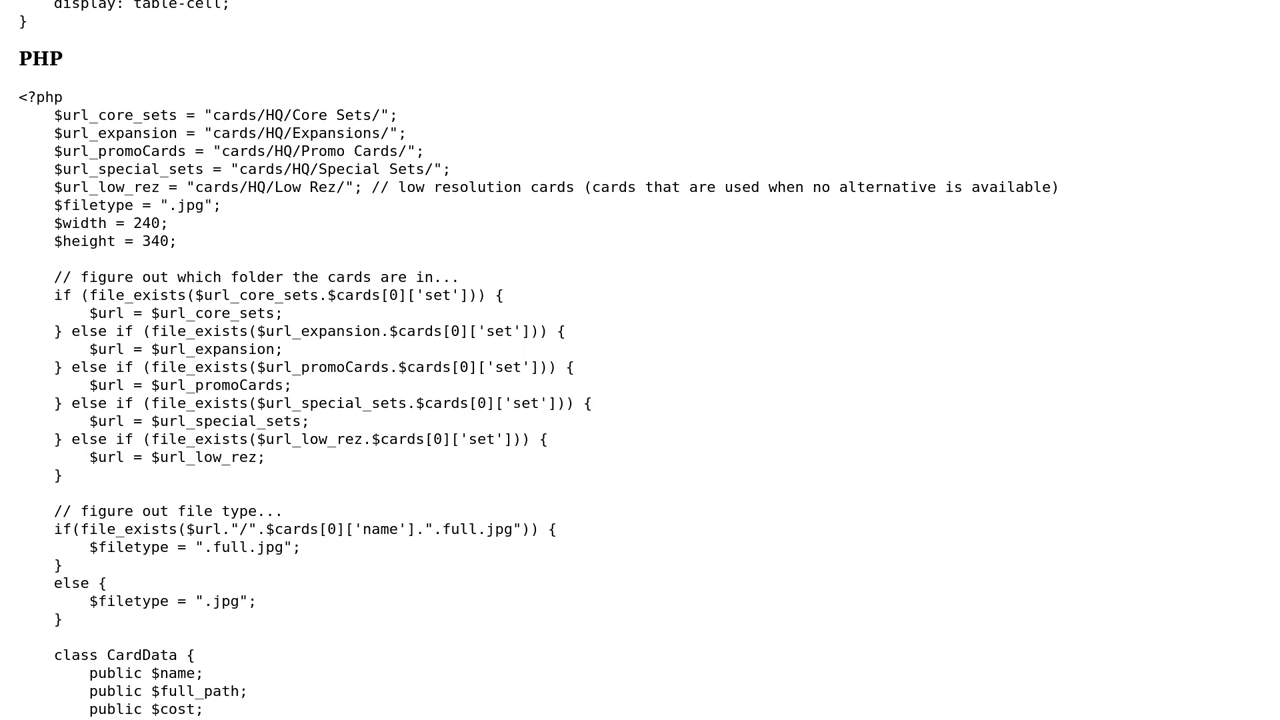 display: table-cell;
}
PHP
<?php
    $url_core_sets = "cards/HQ/Core Sets/";
    $url_expansion = "cards/HQ/Expansions/";
    $url_promoCards = "cards/HQ/Promo Cards/";
    $url_special_sets = "cards/HQ/Special Sets/";
    $url_low_rez = "cards/HQ/Low Rez/"; // low resolution cards (cards that are used when no alternative is available)
    $filetype = ".jpg";
    $width = 240;
    $height = 340;

    // figure out which folder the cards are in...
    if (file_exists($url_core_sets.$cards[0]['set'])) {
        $url = $url_core_sets;
    } else if (file_exists($url_expansion.$cards[0]['set'])) {
        $url = $url_expansion;
    } else if (file_exists($url_promoCards.$cards[0]['set'])) {
        $url = $url_promoCards;
    } else if (file_exists($url_special_sets.$cards[0]['set'])) {
        $url = $url_special_sets;
    } else if (file_exists($url_low_rez.$cards[0]['set'])) {
        $url = $url_low_rez;
    }

    // figure out file type...
    if(file_exists($url."/".$cards[0]['name'].".full.jpg")) {
        $filetype = ".full.jpg";
    }
    else {
        $filetype = ".jpg";
    }

    class CardData {
        public $name;
        public $full_path;
        public $cost;